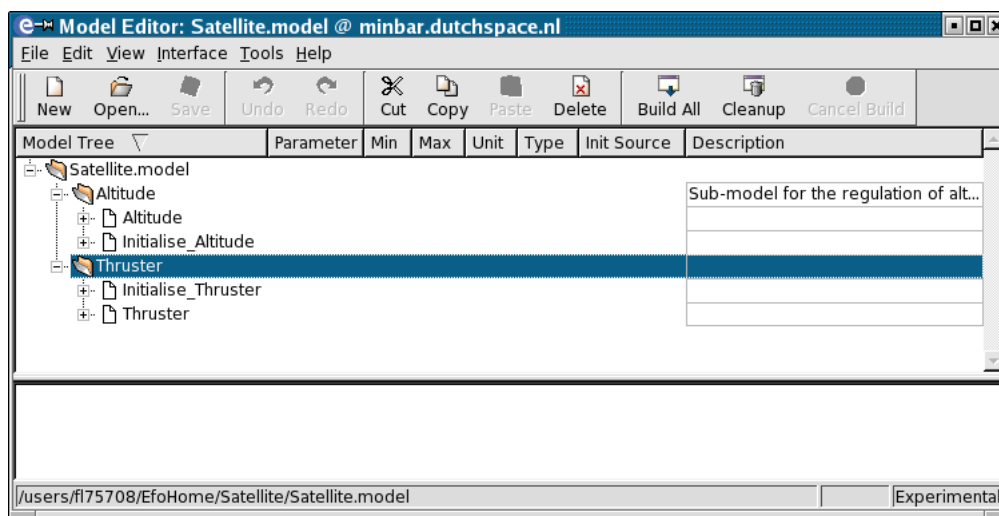 Model Editor: Satellite.model @ minbar.dutchspace.nl
File Edit View Interface Tools Help
New Open... Save Undo Redo Cut Copy Paste Delete Build All Cleanup Cancel Build
Model Tree Parameter Min Max Unit Type Init Source Description
Satellite.model
Altitude Sub-model for the regulation of alt...
Altitude
Initialise_Altitude
Thruster
Initialise_Thruster
Thruster
/users/fl75708/EfoHome/Satellite/Satellite.model Experimental